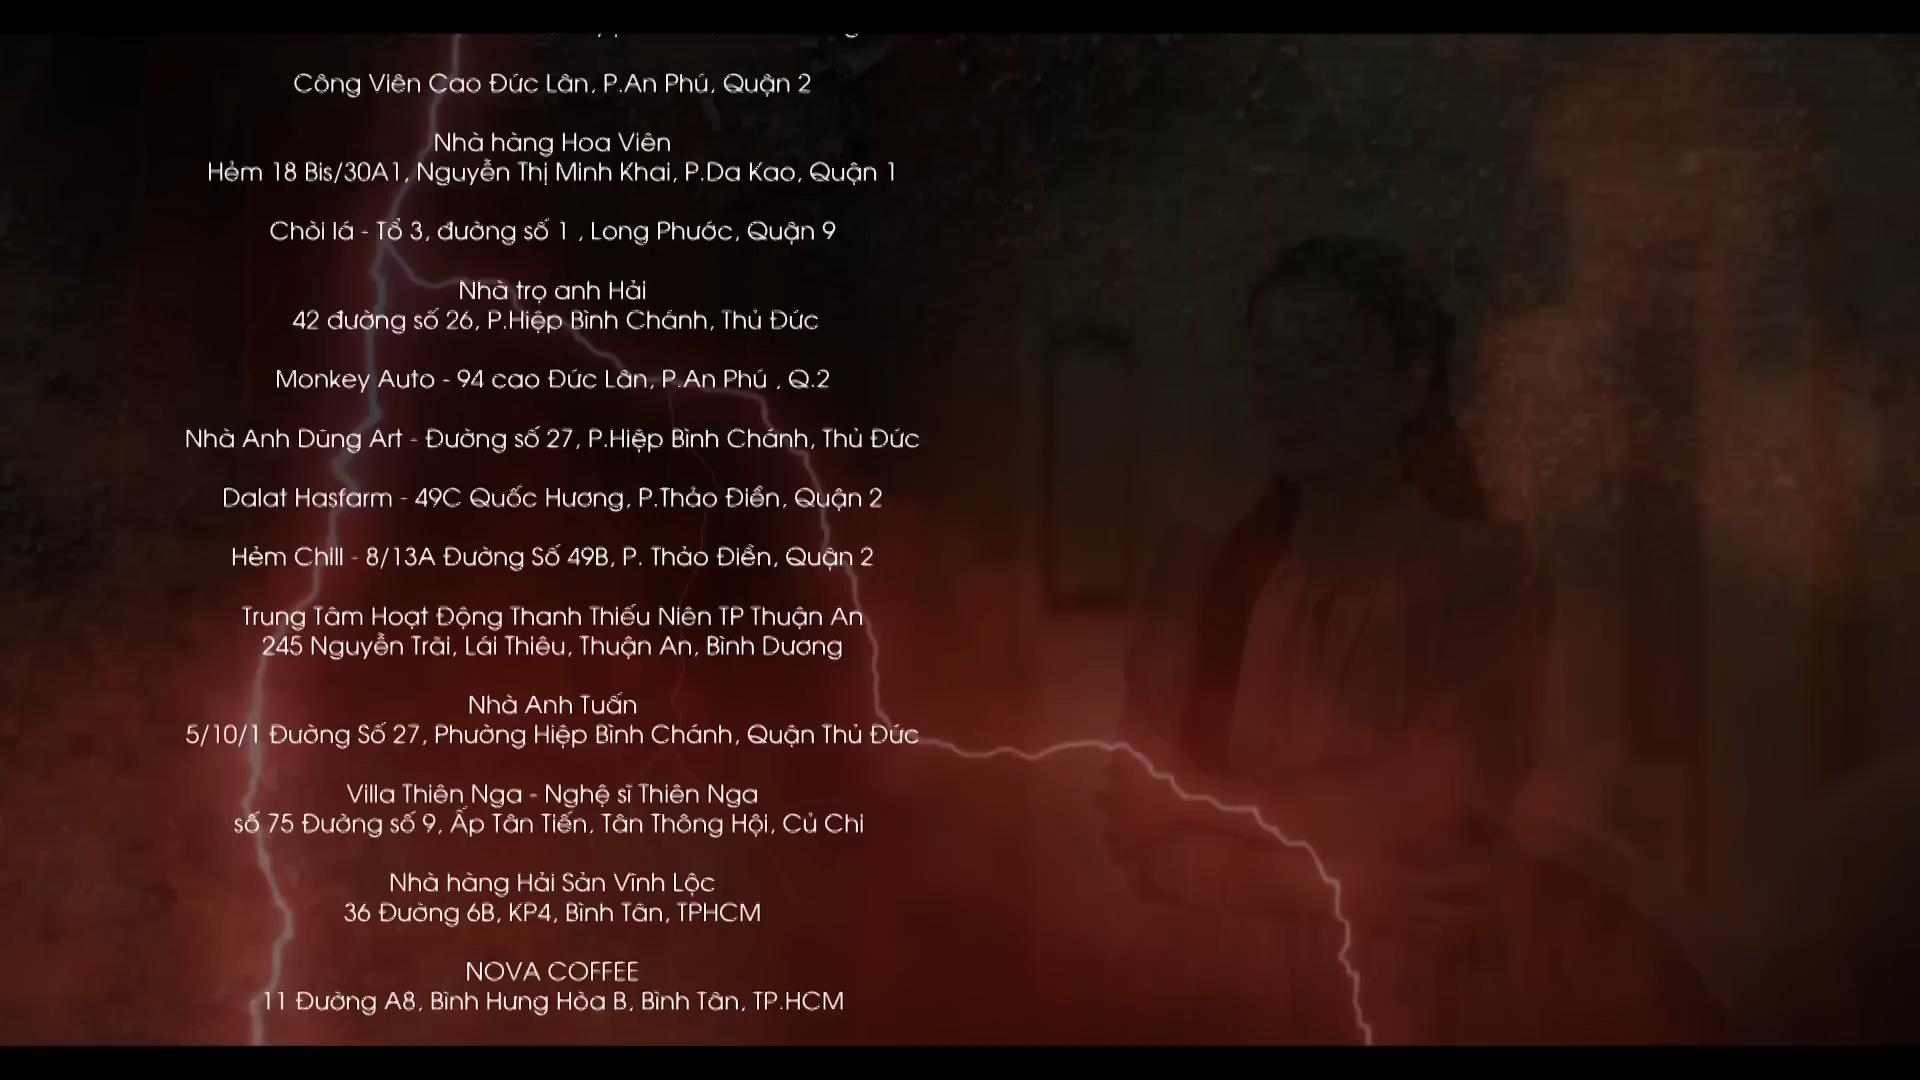 Công Viên Cao Đức Lân, P.An Phú, Quận 2
Nhà hàng Hoa Viên
Hẻm 18 Bis/30A1, Nguyễn Thị Minh Khai, P.Da Kao, Quận 1
Chòi lá - Tổ 3, đường số 1 , Long Phước, Quận 9
Nhà trọ anh Hải
42 đường số 26, P.Hiệp Bình Chánh, Thủ Đức
Monkey Auto - 94 cao Đức Lân, P.An Phú , Q.2
Nhà Anh Dũng Art - Đường số 27, P.Hiệp Bình Chánh, Thủ Đức
Dalat Hasfarm - 49C Quốc Hương, P.Thảo Điền, Quận 2
Hẻm Chill - 8/13A Đường Số 49B, P. Thảo Điền, Quận 2
Trung Tâm Hoạt Động Thanh Thiếu Niên TP Thuận An
245 Nguyễn Trãi, Lái Thiêu, Thuận An, Bình Dương
Nhà Anh Tuấn
5/10/1 Đường Số 27, Phường Hiệp Bình Chánh, Quận Thủ Đức
Villa Thiên Nga - Nghệ sĩ Thiên Nga
số 75 Đường số 9, Ấp Tân Tiến, Tân Thông Hội, Củ Chi
Nhà hàng Hải Sản Vĩnh Lộc
36 Đường 6B, KP4, Bình Tân, TPHCM
NOVA COFFEE
11 Đường A8, Bình Hưng Hòa B, Bình Tân, TP.HCM